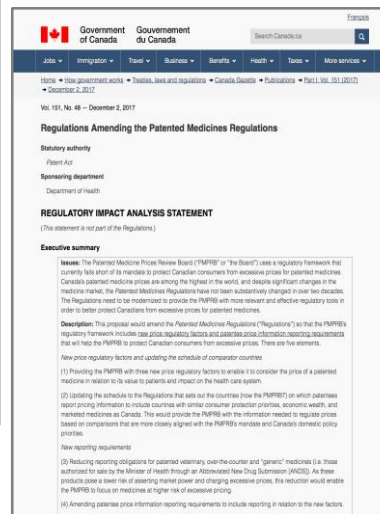 Français
Government of Canada
Gouvernement du Canada
Search Canada.ca
Jobs
Immigration
Travel
Business
Benefits
Health
Taxes
More services
Home → How government works → Treaties, laws and regulations → Canada Gazette → Publications → Part I: Vol. 151 (2017)
→ December 2, 2017
Vol. 151, No. 48 — December 2, 2017
Regulations Amending the Patented Medicines Regulations
Statutory authority
Patent Act
Sponsoring department
Department of Health
REGULATORY IMPACT ANALYSIS STATEMENT
(This statement is not part of the Regulations.)
Executive summary
Issues: The Patented Medicine Prices Review Board ("PMPRB" or "the Board") uses a regulatory framework that
currently falls short of its mandate to protect Canadian consumers from excessive prices for patented medicines.
Canada's patented medicine prices are among the highest in the world, and despite significant changes in the
medicine market, the Patented Medicines Regulations have not been substantively changed in over two decades.
The Regulations need to be modernized to provide the PMPRB with more relevant and effective regulatory tools in
order to better protect Canadians from excessive prices for patented medicines.
Description: This proposal would amend the Patented Medicines Regulations ("Regulations") so that the PMPRB's
regulatory framework includes new price regulatory factors and patentee price information reporting requirements
that will help the PMPRB to protect Canadian consumers from excessive prices. There are five elements.
New price regulatory factors and updating the schedule of comparator countries
(1) Providing the PMPRB with three new price regulatory factors to enable it to consider the price of a patented
medicine in relation to its value to patients and impact on the health care system.
(2) Updating the schedule to the Regulations that sets out the countries (now the PMPRB7) on which patentees
report pricing information to include countries with similar consumer protection priorities, economic wealth, and
marketed medicines as Canada. This would provide the PMPRB with the information needed to regulate prices
based on comparisons that are more closely aligned with the PMPRB's mandate and Canada's domestic policy
priorities.
New reporting requirements
(3) Reducing reporting obligations for patented veterinary, over-the-counter and "generic" medicines (i.e. those
authorized for sale by the Minister of Health through an Abbreviated New Drug Submission [ANDS]). As these
products pose a lower risk of asserting market power and charging excessive prices, this reduction would enable
the PMPRB to focus on medicines at higher risk of excessive pricing.
(4) Amending patentee price information reporting requirements to include reporting in relation to the new factors.